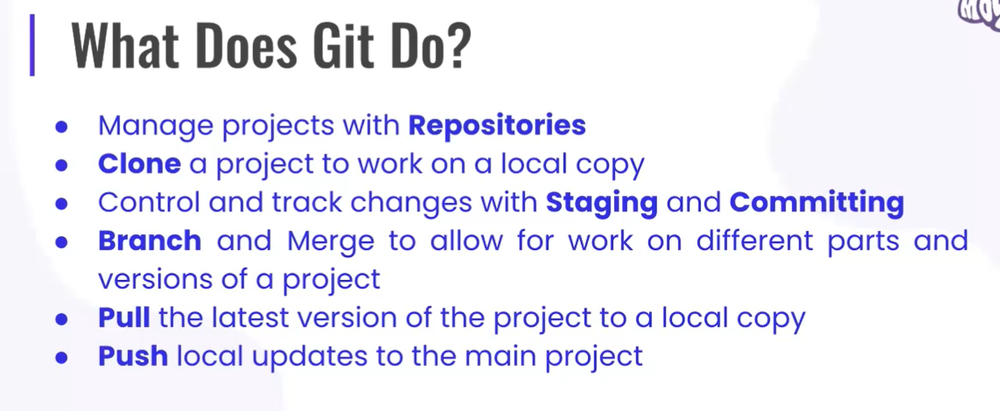 What Does Git Do?
● Manage projects with Repositories
● Clone a project to work on a local copy
● Control and track changes with Staging and Committing
● Branch and Merge to allow for work on different parts and
versions of a project
● Pull the latest version of the project to a local copy
● Push local updates to the main project